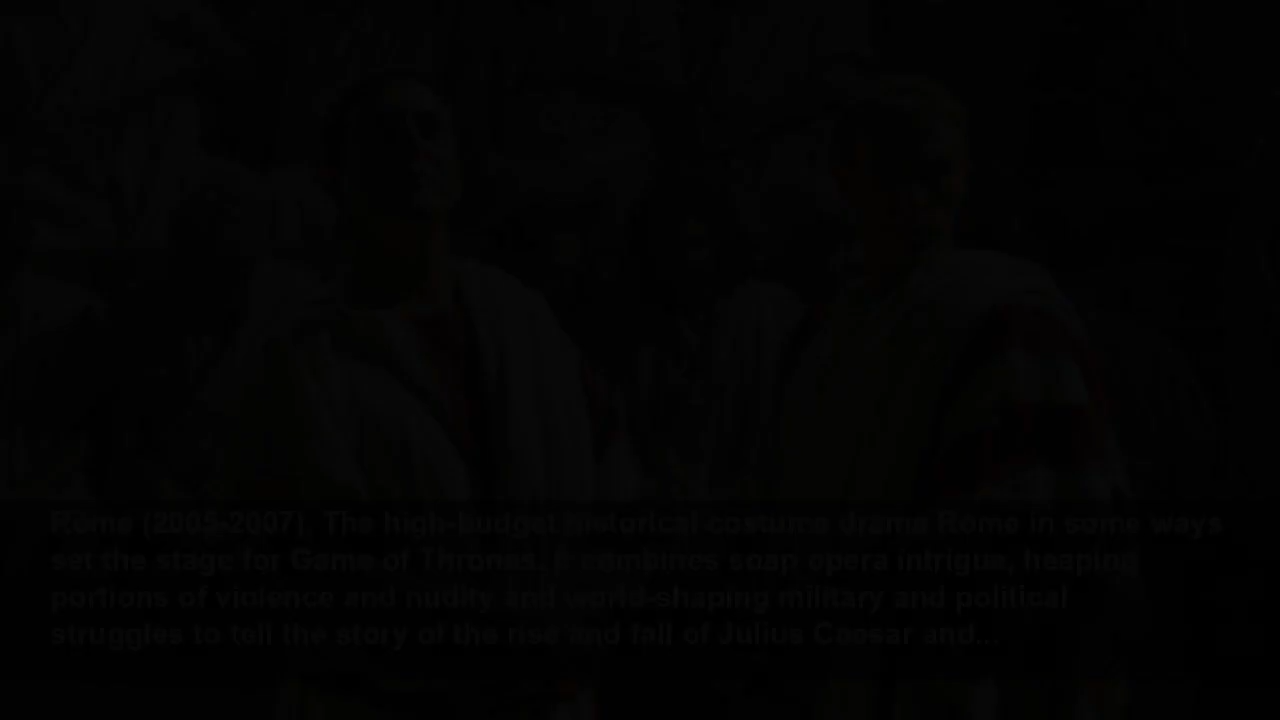 Rome (2005-2007). The high-budget historical costume drama Rome in some ways
set the stage for Game of Thrones. It combines soap opera intrigue, heaping
portions of violence and nudity and world-shaping military and political
struggles to tell the story of the rise and fall of Julius Caesar and...